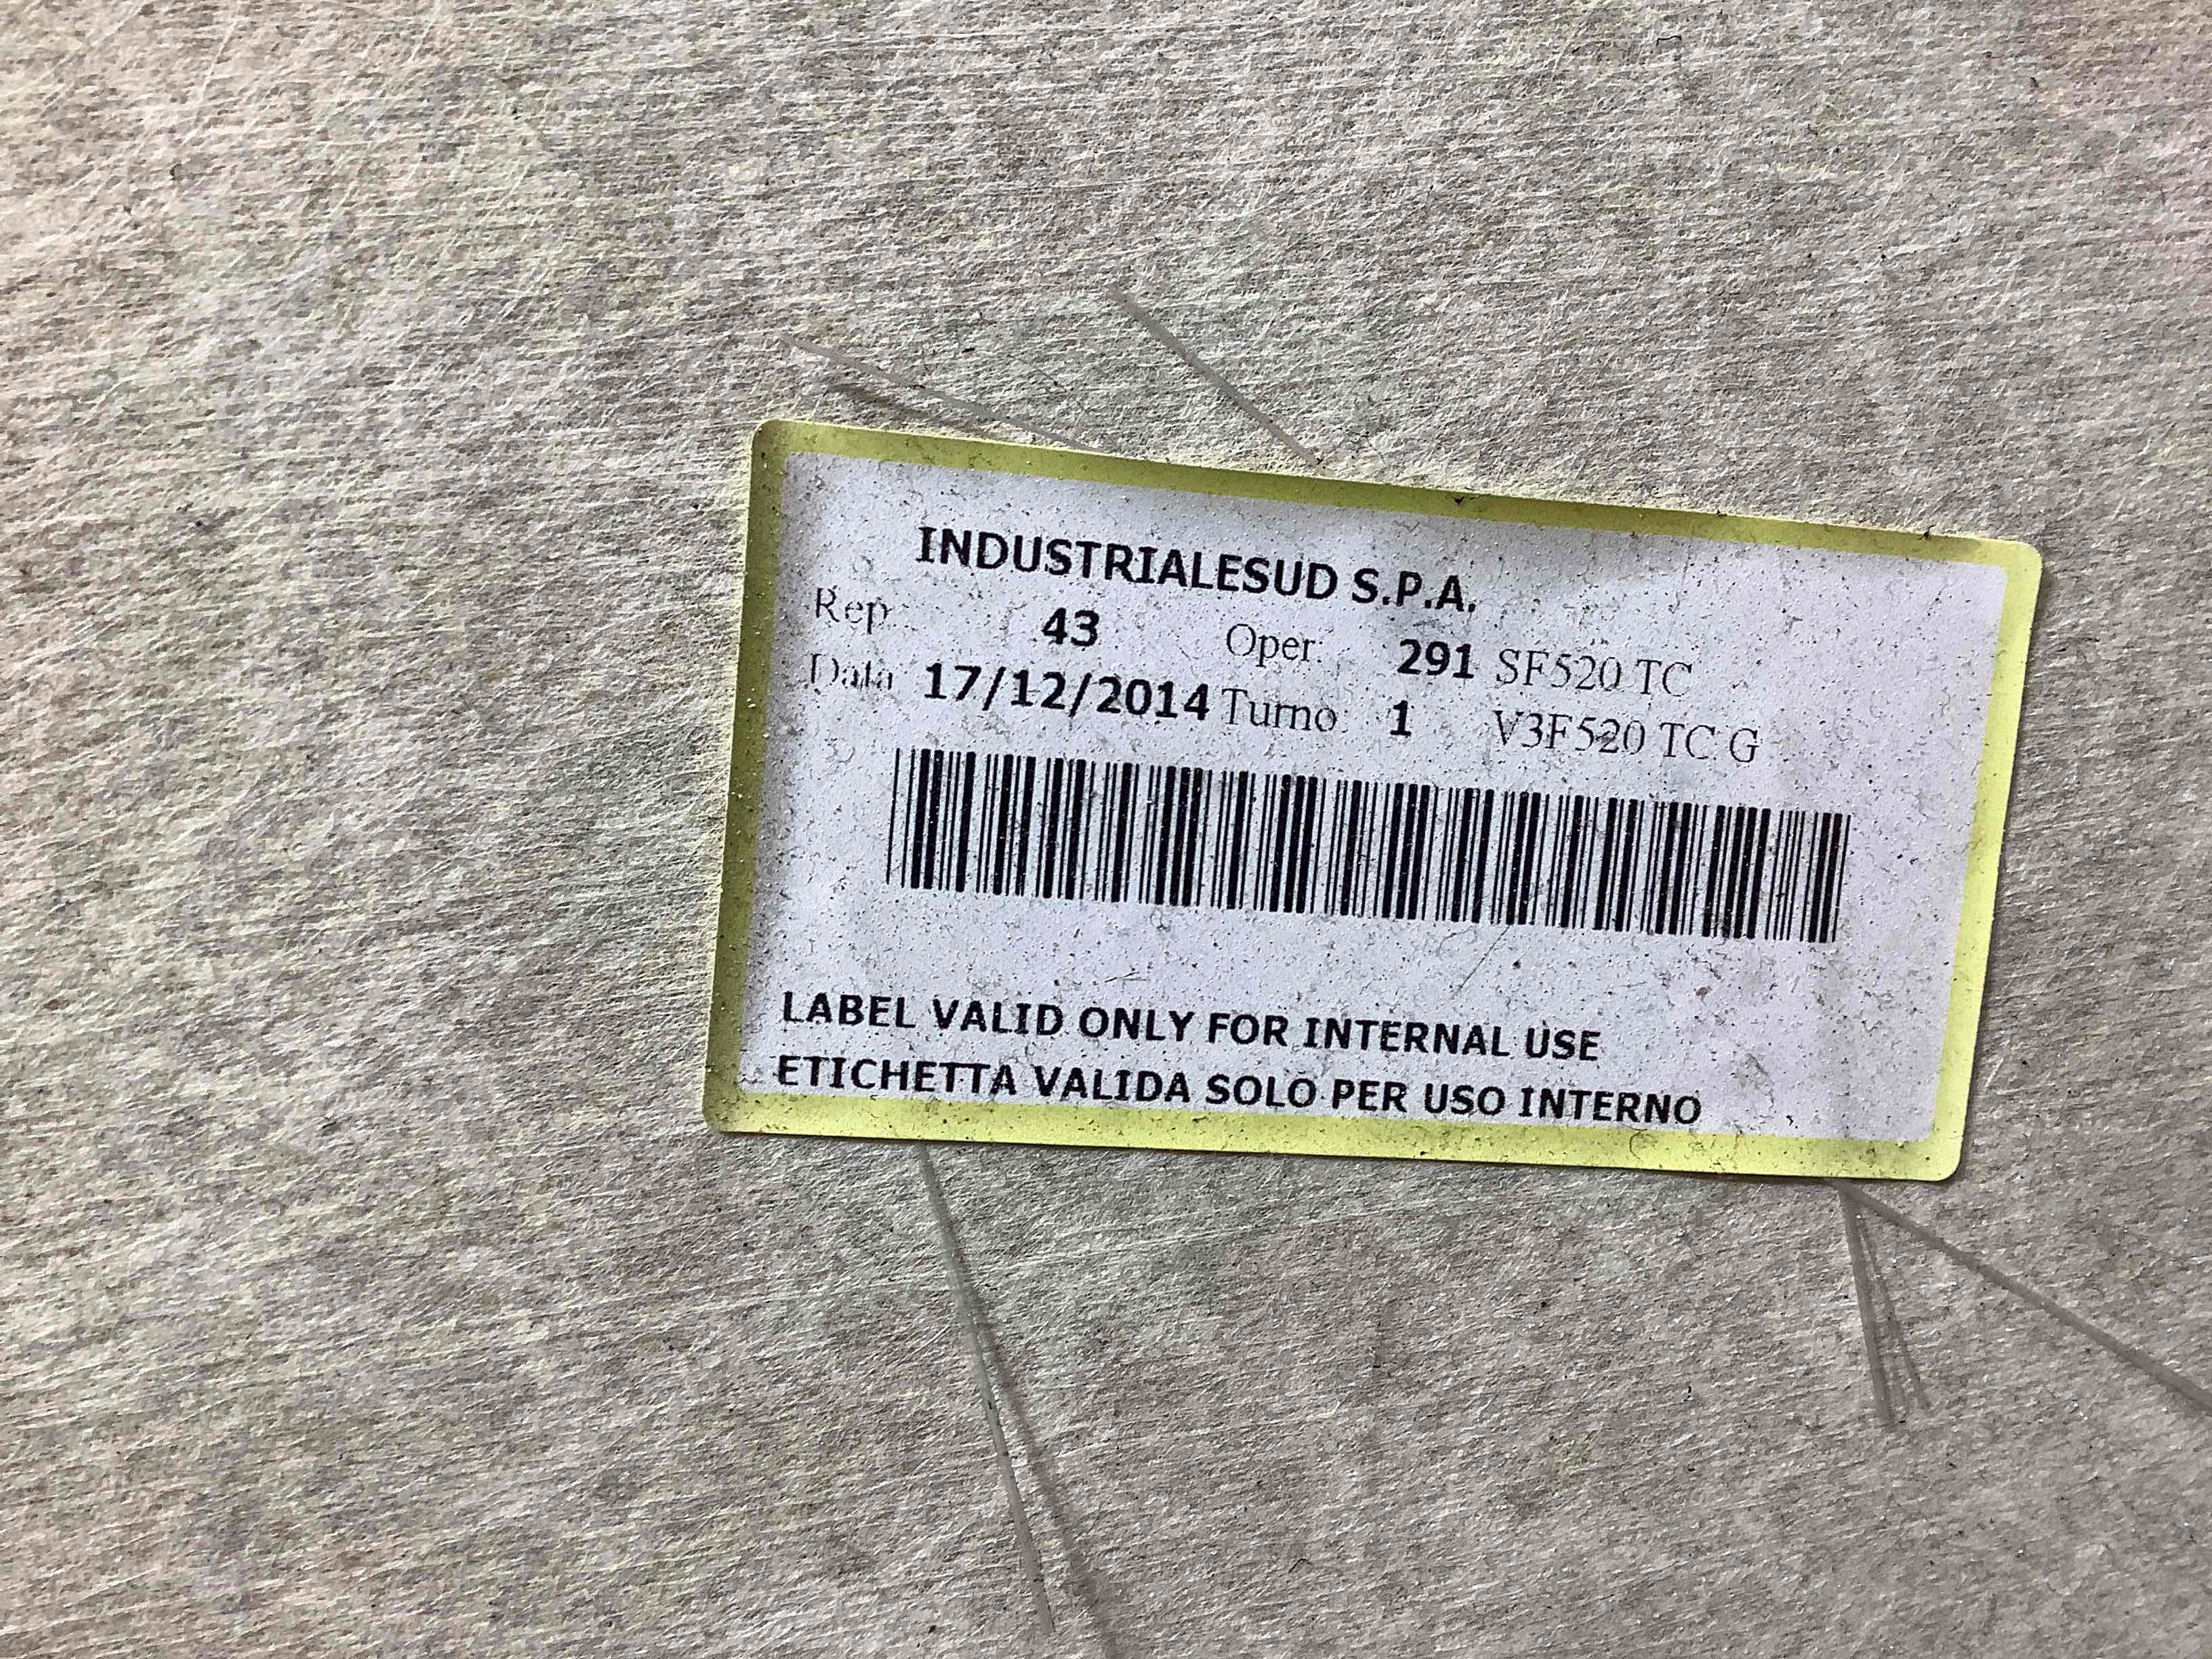 INDUSTRIALESUD S.P.A.
Rep: 43 Oper: 291 SF520 TC
Data: 17/12/2014 Turno: 1 V3F520 TC G
LABEL VALID ONLY FOR INTERNAL USE
ETICHETTA VALIDA SOLO PER USO INTERNO